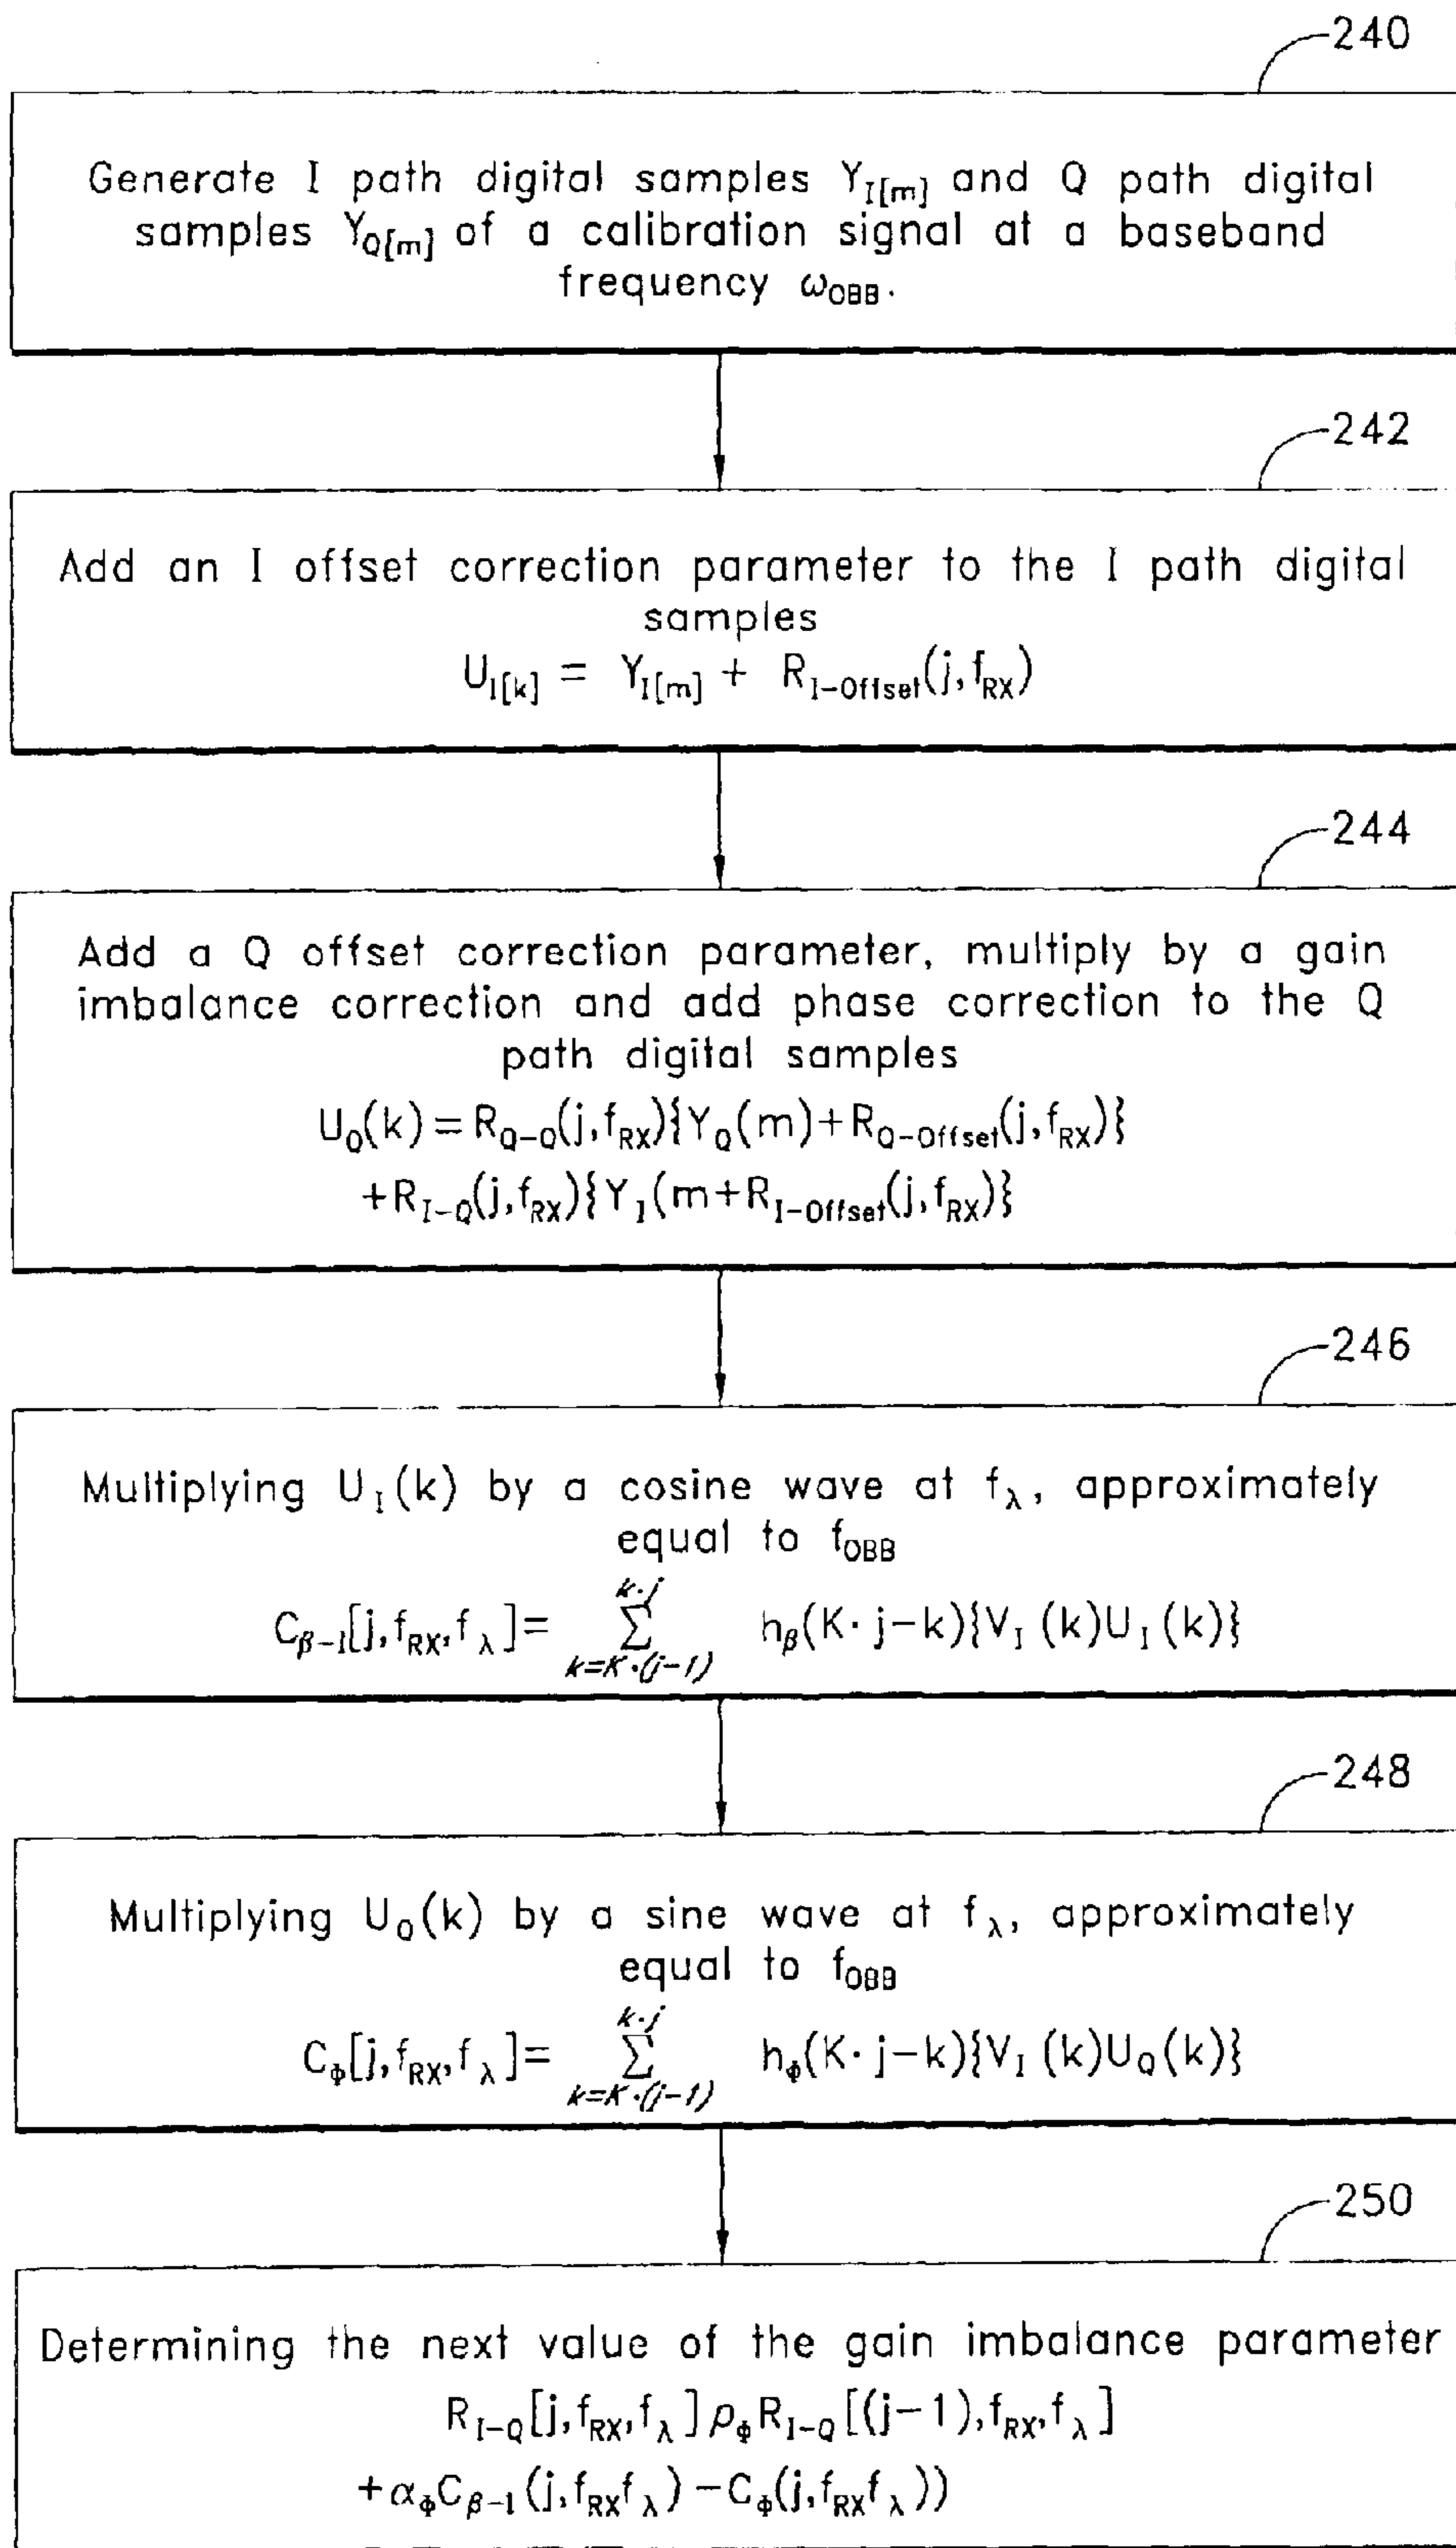 240
Generate I path digital samples Y_I[m] and Q path digital
samples Y_Q[m] of a calibration signal at a baseband
frequency ω_OBB.
242
Add an I offset correction parameter to the I path digital
samples
U_I[k] = Y_I[m] + R_I-Offset(j,f_RX)
244
Add a Q offset correction parameter, multiply by a gain
imbalance correction and add phase correction to the Q
path digital samples
U_Q(k)=R_Q-Q(j,f_RX){Y_Q(m)+R_Q-Offset(j,f_RX)}
+R_I-Q(j,f_RX){Y_I(m+R_I-Offset(j,f_RX)}
246
Multiplying U_I(k) by a cosine wave at f_λ, approximately
equal to f_OBB
C_β-I[j,f_RX,f_λ]= Σ_{k=K·(j-1)}^{k·j} h_β(K·j-k){V_I(k)U_I(k)}
248
Multiplying U_Q(k) by a sine wave at f_λ, approximately
equal to f_OBB
C_Φ[j,f_RX,f_λ]= Σ_{k=K·(j-1)}^{k·j} h_Φ(K·j-k){V_I(k)U_Q(k)}
250
Determining the next value of the gain imbalance parameter
R_I-Q[j,f_RX,f_λ]ρ_Φ R_I-Q[(j-1),f_RX,f_λ]
+α_Φ C_β-I(j,f_RX f_λ)-C_Φ(j,f_RX f_λ))